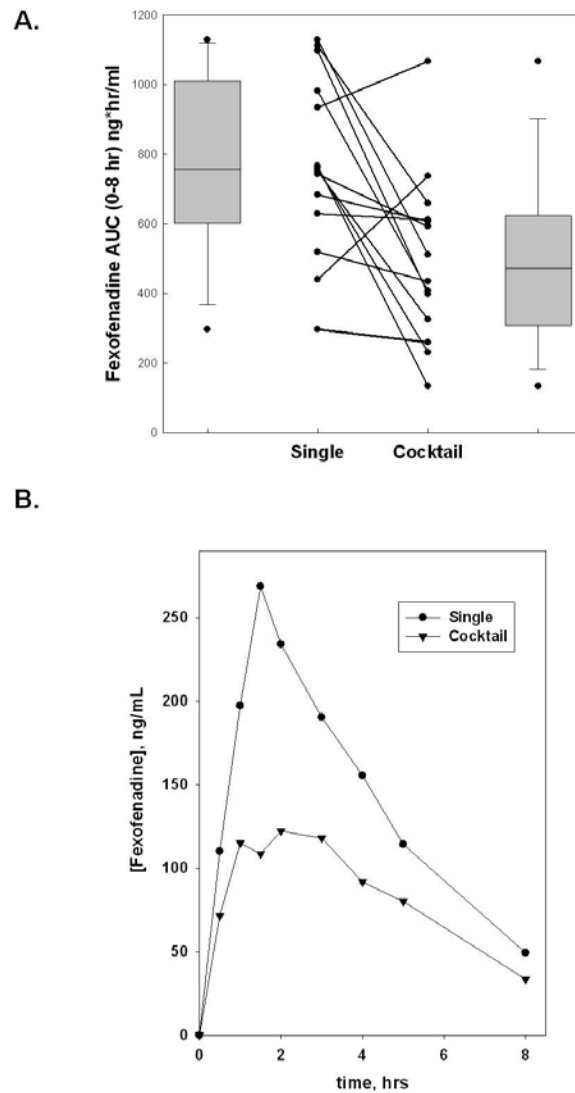 A.
Fexofenadine AUC (0-8 hr) ng*hr/ml
1200
1000
800
600
400
200
0
Single Cocktail
B.
[Fexofenadine], ng/mL
250
200
150
100
50
0
Single
Cocktail
0 2 4 6 8
time, hrs